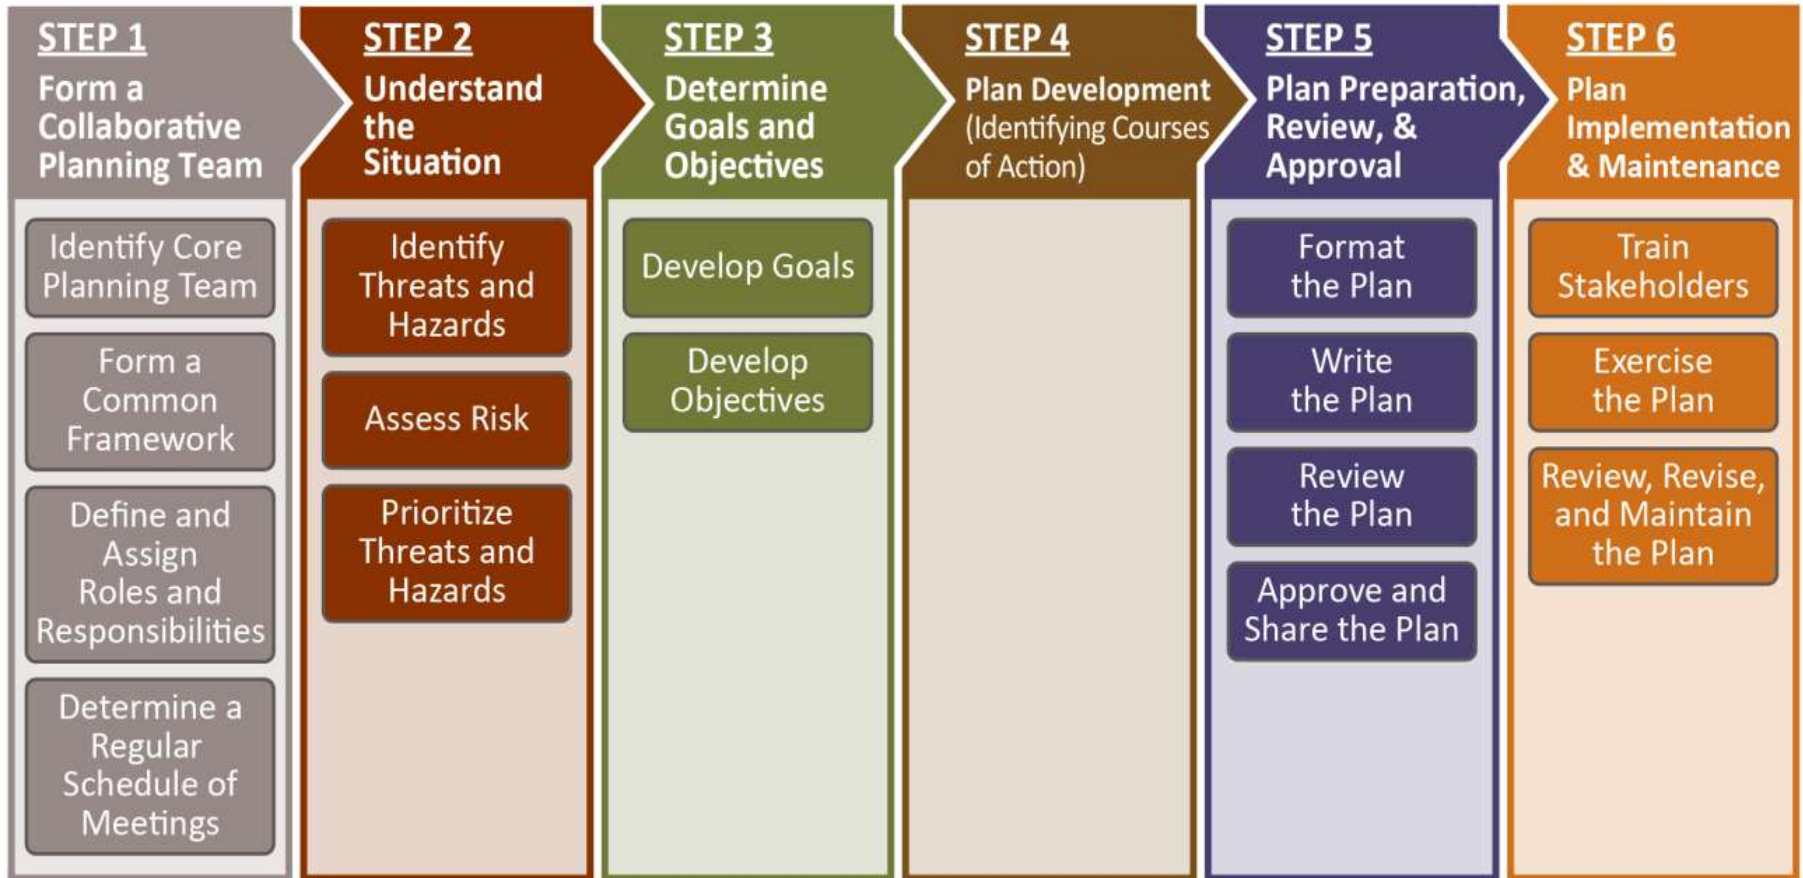 STEP 1
Form a
Collaborative
Planning Team
Identify Core
Planning Team
Form a
Common
Framework
Define and
Assign
Roles and
Responsibilities
Determine a
Regular
Schedule of
Meetings
STEP 2
Understand
the
Situation
Identify
Threats and
Hazards
Assess Risk
Prioritize
Threats and
Hazards
STEP 3
Determine
Goals and
Objectives
Develop Goals
Develop
Objectives
STEP 4
Plan Development
(Identifying Courses
of Action)
STEP 5
Plan Preparation,
Review, &
Approval
Format
the Plan
Write
the Plan
Review
the Plan
Approve and
Share the Plan
STEP 6
Plan
Implementation
& Maintenance
Train
Stakeholders
Exercise
the Plan
Review, Revise,
and Maintain
the Plan